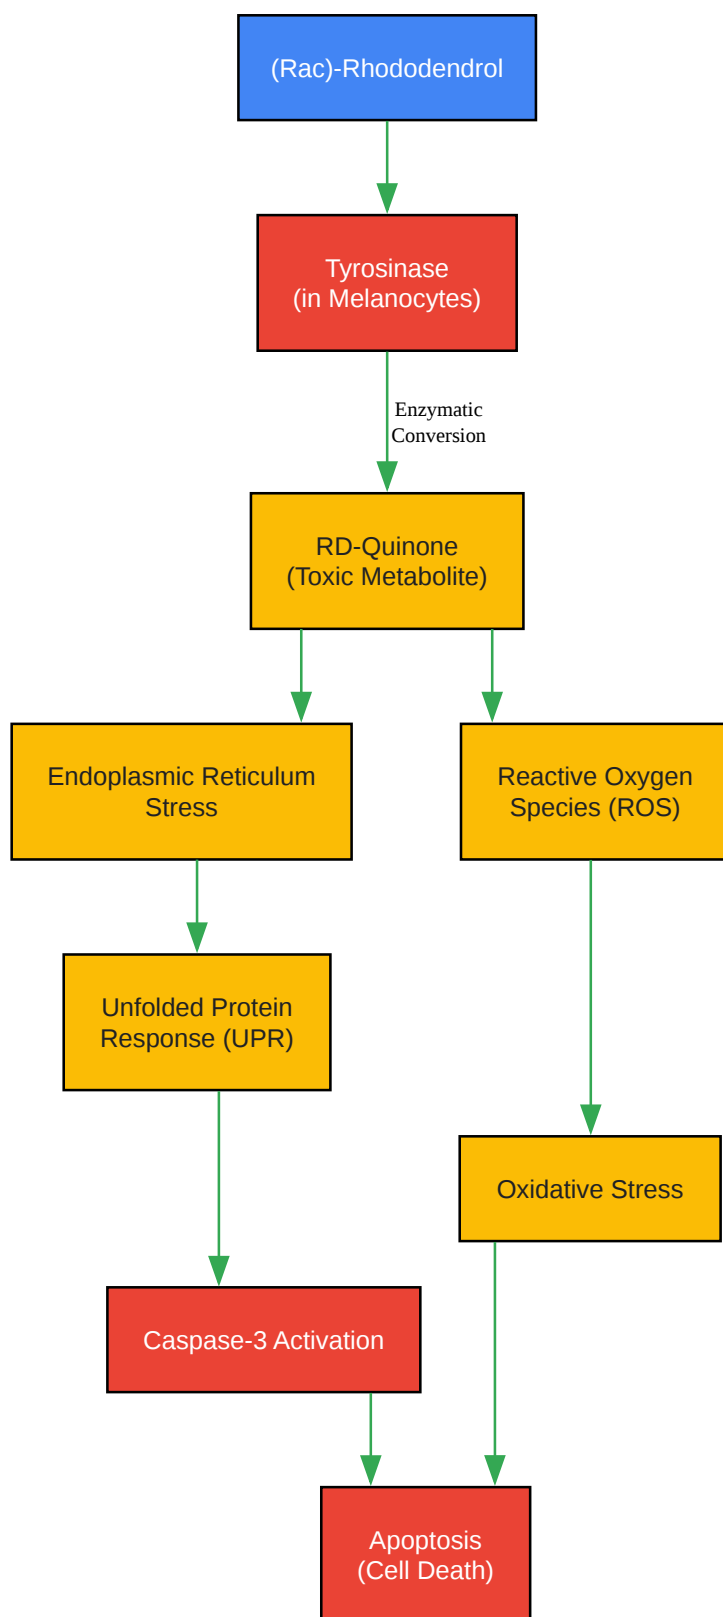 (Rac)-Rhododendrol
Tyrosinase
(in Melanocytes)
Enzymatic
Conversion
RD-Quinone
(Toxic Metabolite)
Endoplasmic Reticulum
Stress
Reactive Oxygen
Species (ROS)
Unfolded Protein
Response (UPR)
Oxidative Stress
Caspase-3 Activation
Apoptosis
(Cell Death)